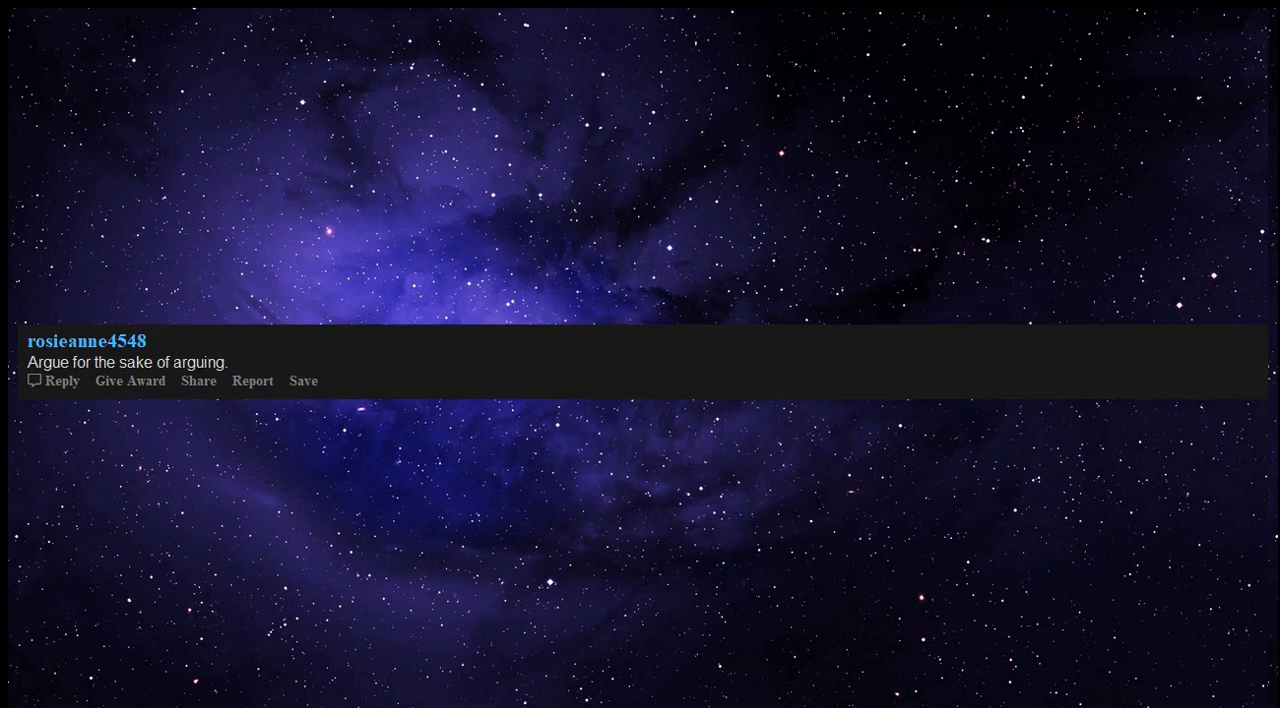 rosieanne4548
Argue for the sake of arguing.
Reply Give Award Share Report Save